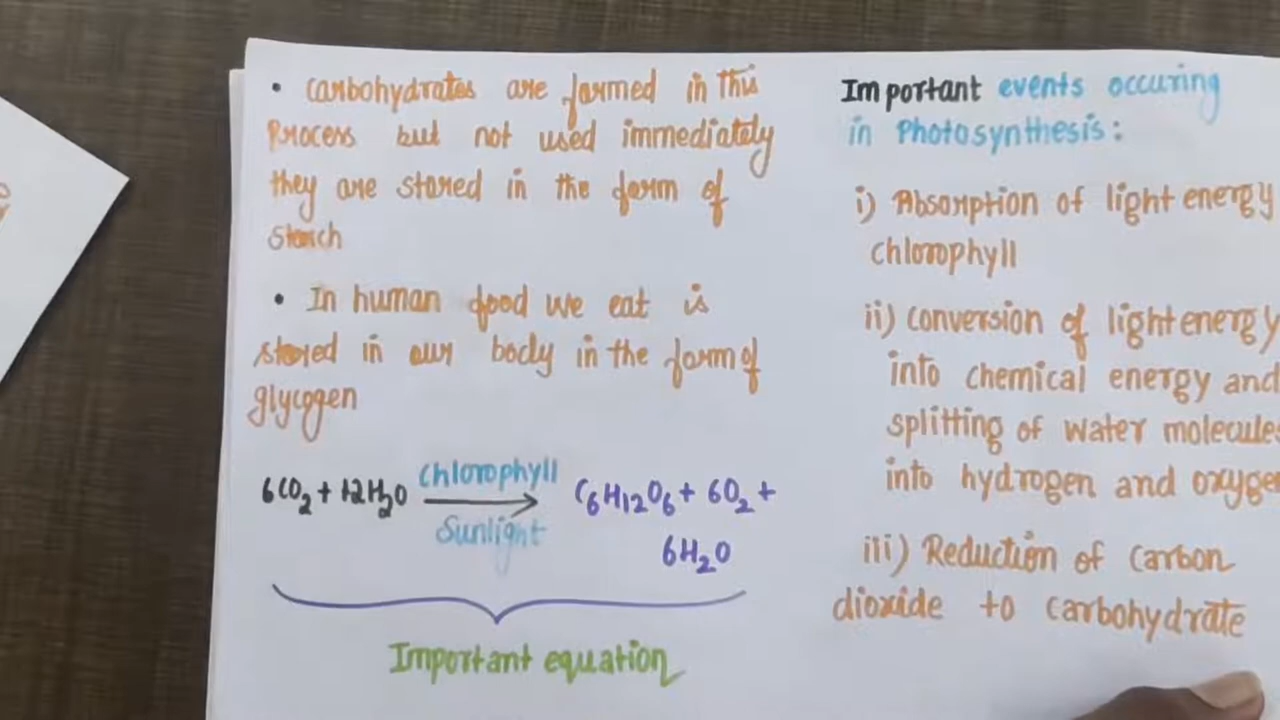 • Carbohydrates are formed in this
Process but not used immediately
they are stored in the form of
Starch
• In human food we eat is
stored in our body in the form of
glycogen
6CO₂ + 12H₂O Chlorophyll → Sunlight C₆H₁₂O₆ + 6O₂ +
6H₂O
Important equation
Important events occuring
in Photosynthesis:
i) Absorption of light energy
chlorophyll
ii) Conversion of light energy
into chemical energy and
splitting of water molecules
into hydrogen and oxygen
iii) Reduction of Carbon
dioxide to Carbohydrate